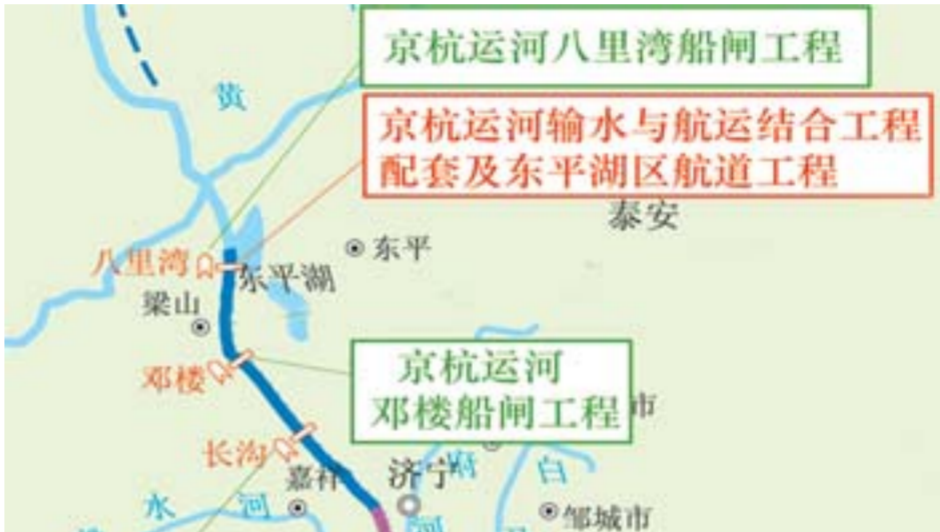 京杭运河八里湾船闸工程
黄
京杭运河输水与航运结合工程
配套及东平湖区航道工程
泰安
东平
八里湾
东平湖
梁山
京杭运河
邓楼船闸工程
邓楼
市
长沟
济宁
府
白
嘉祥
水
河
河
邹城市